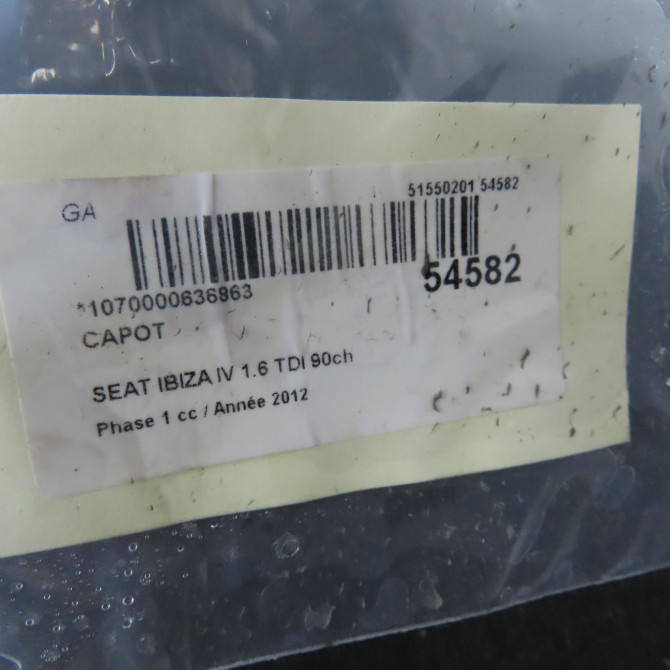 GA
51550201 54582
*1070000636863
54582
CAPOT
SEAT IBIZA IV 1.6 TDI 90ch
Phase 1 cc / Année 2012